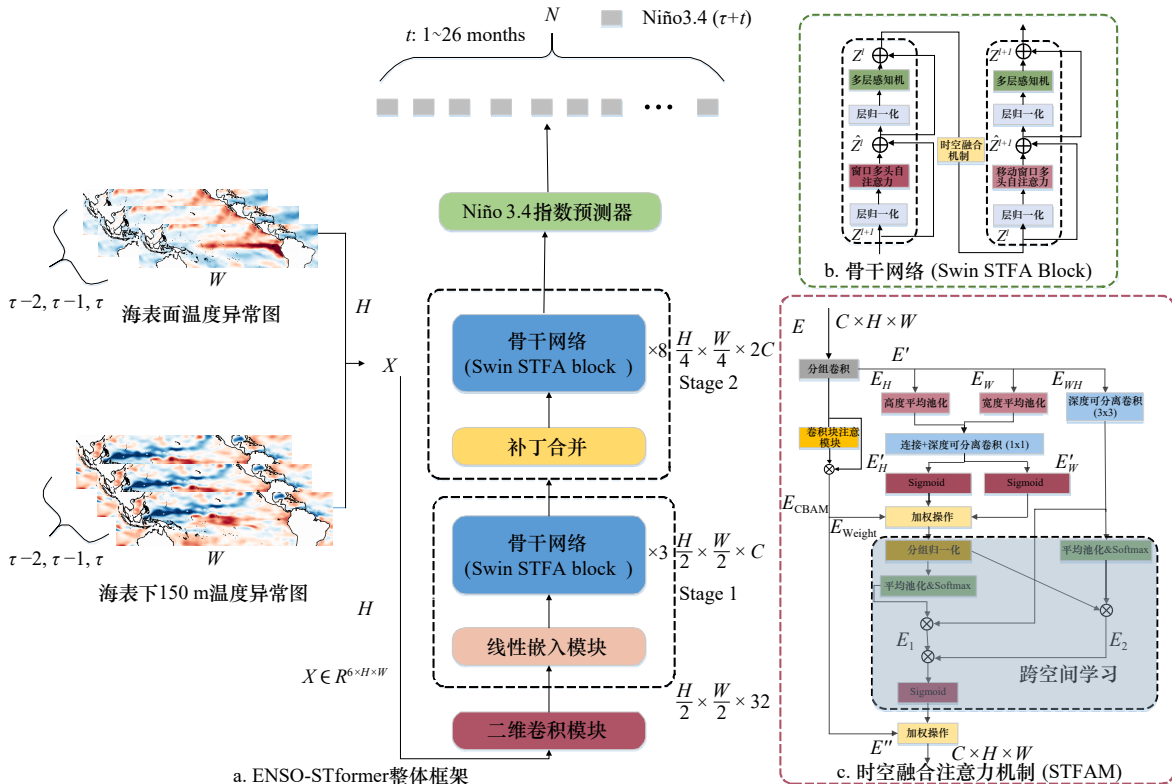 N
Niño3.4 (τ+t)
t: 1~26 months
Niño 3.4指数预测器
τ−2, τ−1, τ
W
海表面温度异常图
H
X
τ−2, τ−1, τ
W
海表下150 m温度异常图
H
X∈R^{6×H×W}
骨干网络
(Swin STFA block )
×8
H/4 × W/4 × 2C
Stage 2
补丁合并
骨干网络
(Swin STFA block )
×3
H/2 × W/2 × C
Stage 1
线性嵌入模块
H/2 × W/2 × 32
二维卷积模块
a. ENSO-STformer整体框架
Z^l
多层感知机
层归一化
Ẑ^l
窗口多头自
注意力
层归一化
Z^{l+1}
时空融合
机制
Z^{l+1}
多层感知机
层归一化
Ẑ^{l+1}
移动窗口多
头自注意力
层归一化
Z^l
b. 骨干网络 (Swin STFA Block)
E
C×H×W
分组卷积
E′
E_H
E_W
E_{WH}
高度平均池化
宽度平均池化
深度可分离卷积
(3x3)
卷积块注意
模块
连接+深度可分离卷积 (1x1)
E′_H
E′_W
Sigmoid
Sigmoid
E_{CBAM}
加权操作
E_{Weight}
分组归一化
平均池化&Softmax
平均池化&Softmax
E_1
E_2
跨空间学习
Sigmoid
加权操作
E″
C×H×W
c. 时空融合注意力机制 (STFAM)